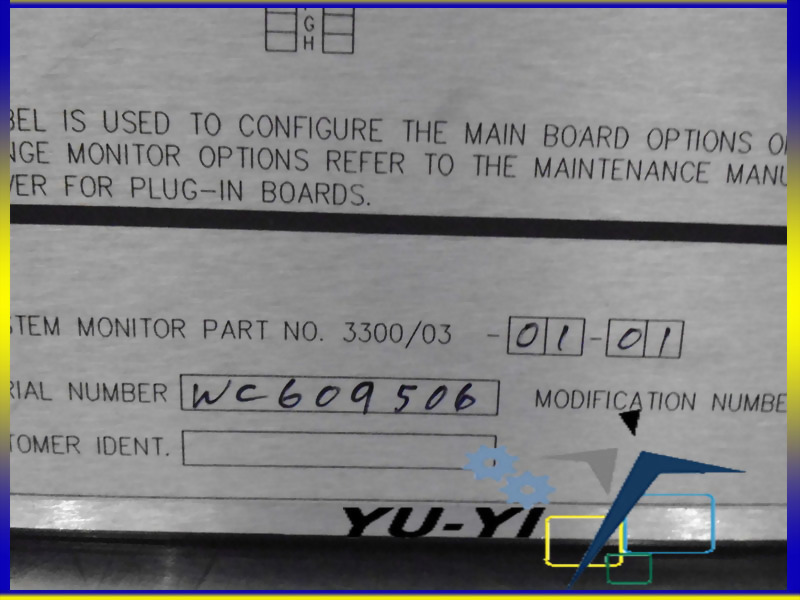 G
H
BEL IS USED TO CONFIGURE THE MAIN BOARD OPTIONS
NGE MONITOR OPTIONS REFER TO THE MAINTENANCE MANU
VER FOR PLUG-IN BOARDS.
STEM MONITOR PART NO. 3300/03 -01-01
RIAL NUMBER WC609506 MODIFICATION NUMBE
TOMER IDENT.
YU-YI